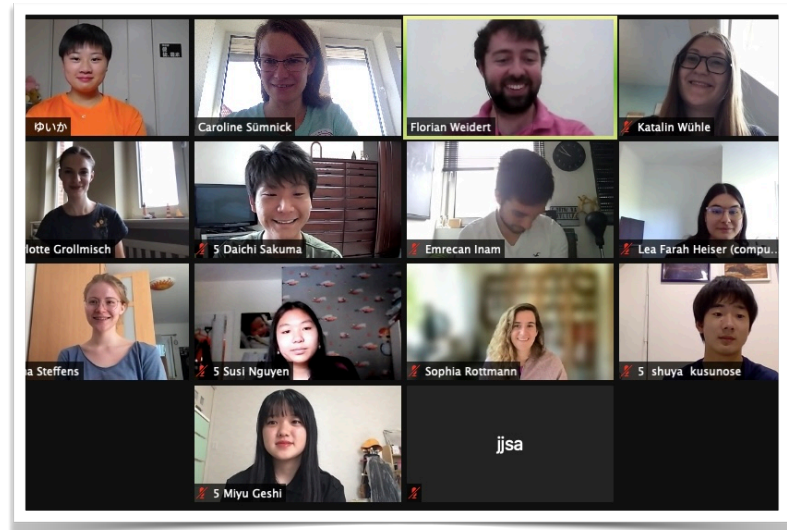 ゆいか
Caroline Sümnick
Florian Weidert
Katalin Wühle
lotte Grollmisch
5 Daichi Sakuma
Emrecan Inam
Lea Farah Heiser (compu...
a Steffens
5 Susi Nguyen
Sophia Rottmann
5 shuya kusunose
5 Miyu Geshi
jjsa